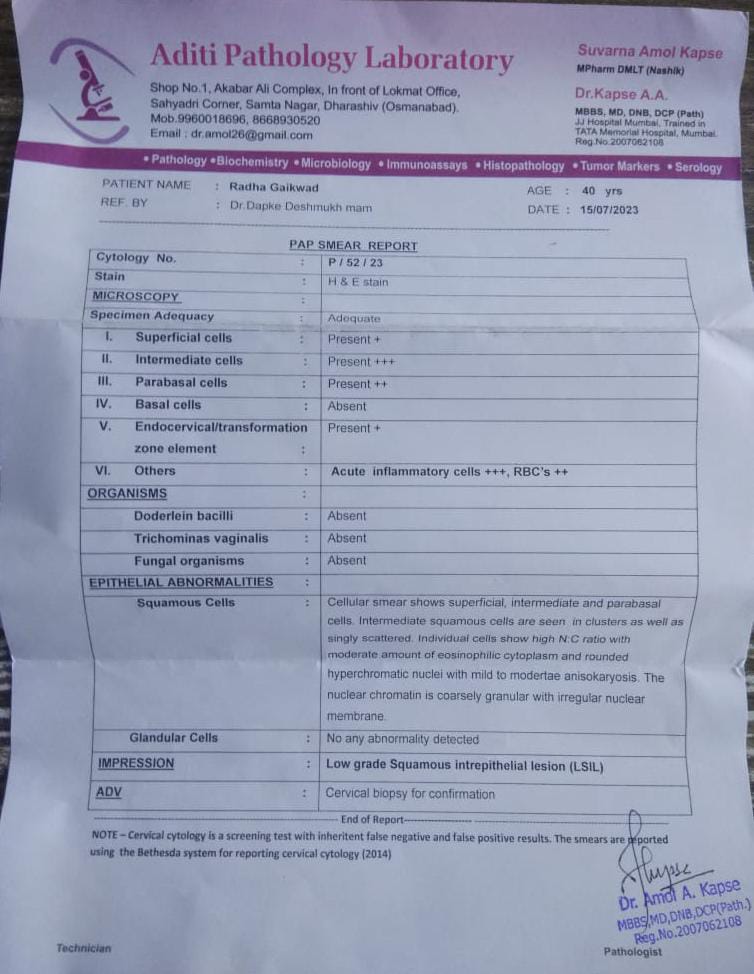 Aditi Pathology Laboratory
Shop No.1, Akabar Ali Complex, In front of Lokmat Office,
Sahyadri Corner, Samta Nagar, Dharashiv (Osmanabad).
Mob.9960018696, 8668930520
Email : dr.amol26@gmail.com
Suvarna Amol Kapse
MPharm DMLT (Nashik)
Dr.Kapse A.A.
MBBS, MD, DNB, DCP (Path)
JJ Hospital Mumbai, Trained in
TATA Memorial Hospital, Mumbai.
Reg.No.2007062108
• Pathology • Biochemistry • Microbiology • Immunoassays • Histopathology • Tumor Markers • Serology
PATIENT NAME : Radha Gaikwad AGE : 40 yrs
REF. BY : Dr.Dapke Deshmukh mam DATE : 15/07/2023
PAP SMEAR REPORT
Cytology No. : P / 52 / 23
Stain : H & E stain
MICROSCOPY :
Specimen Adequacy : Adequate
I. Superficial cells : Present +
II. Intermediate cells : Present +++
III. Parabasal cells : Present ++
IV. Basal cells : Absent
V. Endocervical/transformation Present +
zone element :
VI. Others : Acute inflammatory cells +++, RBC's ++
ORGANISMS :
Doderlein bacilli : Absent
Trichominas vaginalis : Absent
Fungal organisms : Absent
EPITHELIAL ABNORMALITIES :
Squamous Cells : Cellular smear shows superficial, intermediate and parabasal
cells. Intermediate squamous cells are seen in clusters as well as
singly scattered. Individual cells show high N:C ratio with
moderate amount of eosinophilic cytoplasm and rounded
hyperchromatic nuclei with mild to modertae anisokaryosis. The
nuclear chromatin is coarsely granular with irregular nuclear
membrane.
Glandular Cells : No any abnormality detected
IMPRESSION : Low grade Squamous intrepithelial lesion (LSIL)
ADV : Cervical biopsy for confirmation
End of Report
NOTE – Cervical cytology is a screening test with inheritent false negative and false positive results. The smears are reported
using the Bethesda system for reporting cervical cytology (2014)
Dr. Amol A. Kapse
MBBS,MD,DNB,DCP(Path.)
Reg.No.2007062108
Technician Pathologist